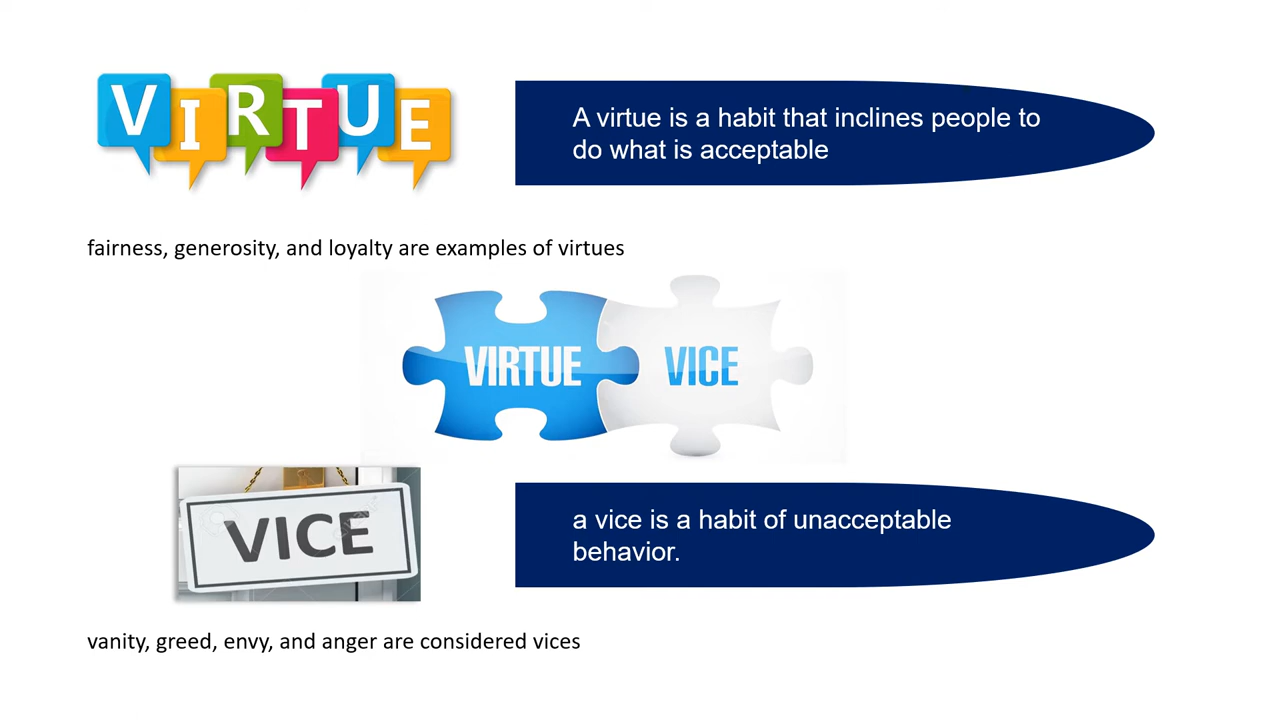 VIRTUE
A virtue is a habit that inclines people to
do what is acceptable
fairness, generosity, and loyalty are examples of virtues
VIRTUE VICE
VICE
a vice is a habit of unacceptable
behavior.
vanity, greed, envy, and anger are considered vices